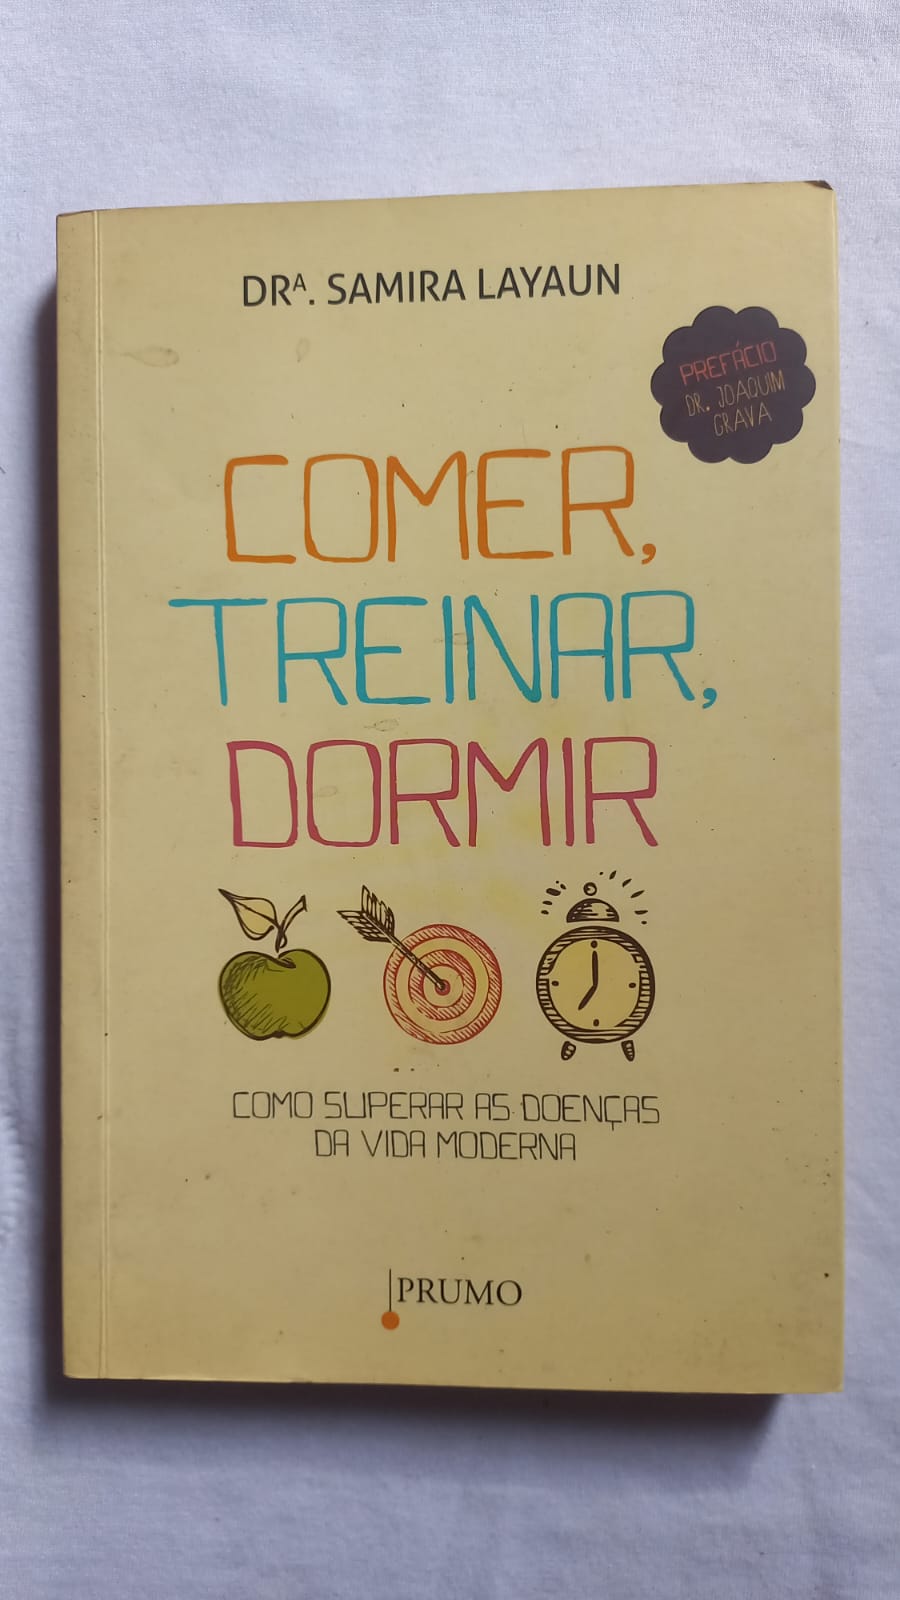 DRᴬ. SAMIRA LAYAUN
PREFÁCIO
DR. JOAQUIM
GRAVA
COMER,
TREINAR,
DORMIR
COMO SUPERAR AS DOENÇAS
DA VIDA MODERNA
PRUMO